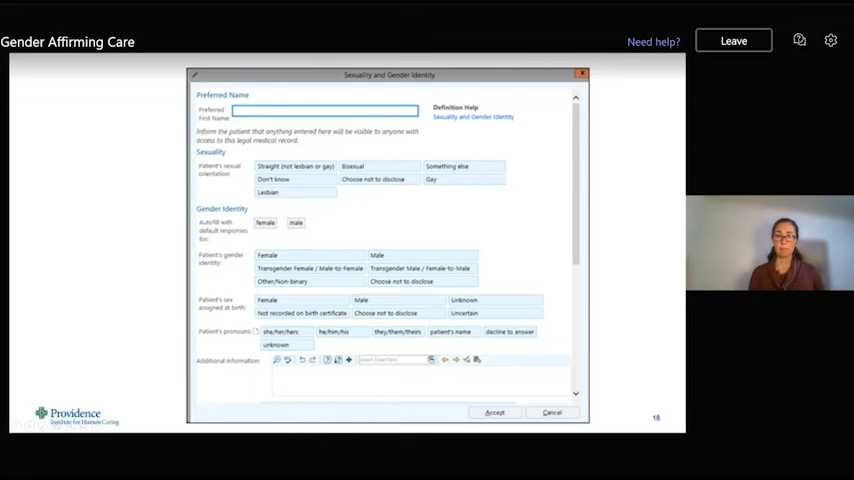 Gender Affirming Care
Need help?
Leave
Sexuality and Gender Identity
Preferred Name
Preferred First Name:
Definition Help
Sexuality and Gender Identity
Inform the patient that anything entered here will be visible to anyone with
access to this legal medical record.
Sexuality
Patient's sexual orientation:
Straight (not lesbian or gay) Bisexual Something else
Don't know Choose not to disclose Gay
Lesbian
Gender Identity
Autofill with default responses for:
female male
Patient's gender identity:
Female Male
Transgender Female / Male-to-Female Transgender Male / Female-to-Male
Other/Non-binary Choose not to disclose
Patient's sex assigned at birth:
Female Male Unknown
Not recorded on birth certificate Choose not to disclose Uncertain
Patient's pronouns: she/her/hers he/him/his they/them/theirs patient's name decline to answer
unknown
Additional information: Insert SmartText
Accept Cancel
Providence
Institute for Human Caring
18